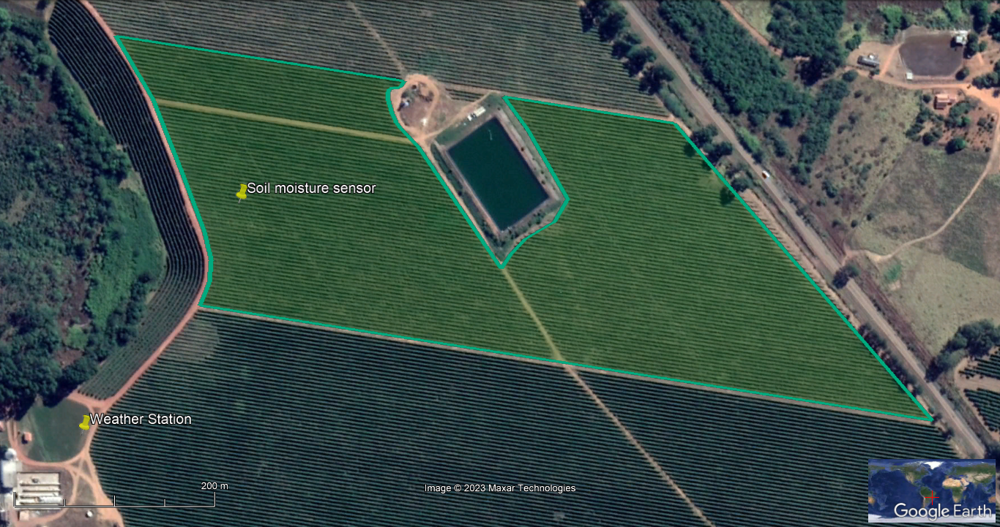 Soil moisture sensor
Weather Station
200 m
Image © 2023 Maxar Technologies
Google Earth